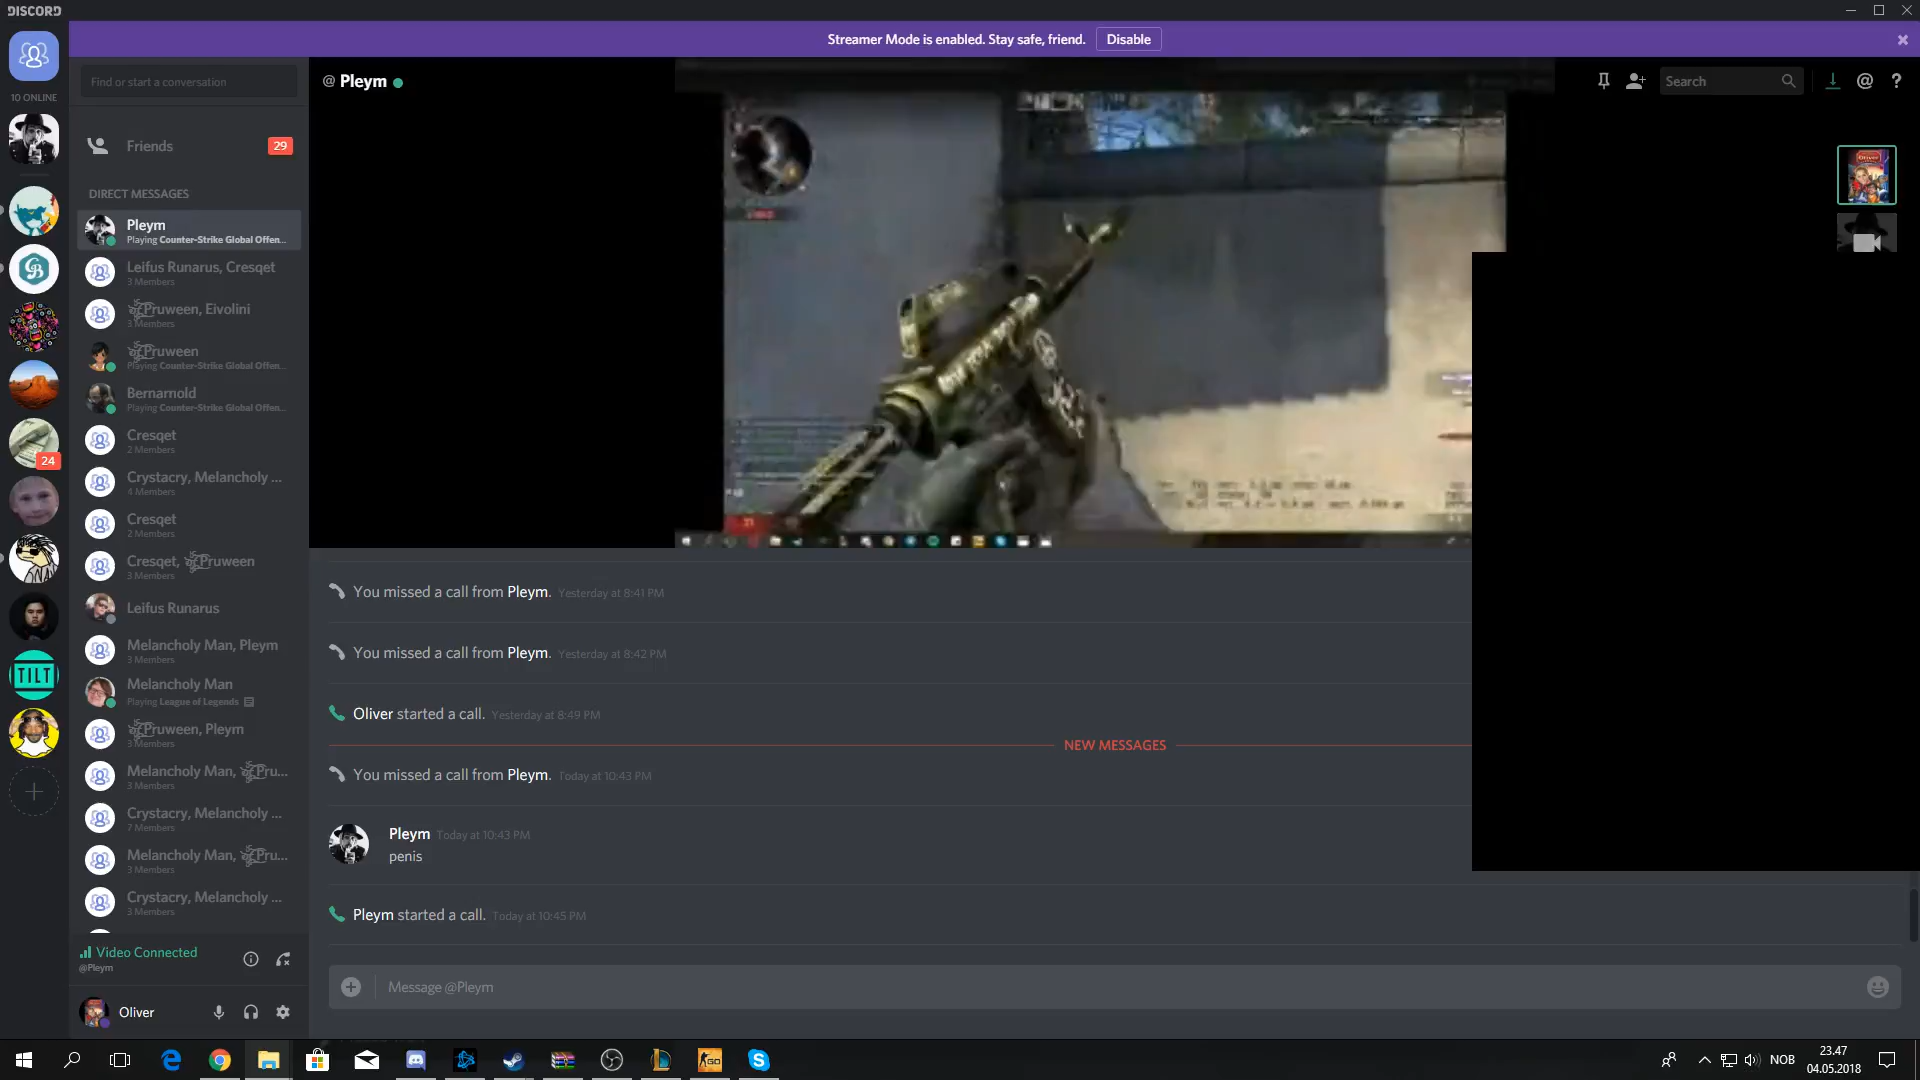 DISCORD
Streamer Mode is enabled. Stay safe, friend. Disable
Find or start a conversation
@ Pleym
Search
10 ONLINE
Friends 29
DIRECT MESSAGES
Pleym
Playing Counter-Strike Global Offen...
Leifus Runarus, Cresqet
3 Members
Pruween, Eivolini
3 Members
Pruween
Playing Counter-Strike Global Offen...
Bernarnold
Playing Counter-Strike Global Offen...
Cresqet
2 Members
24
Crystacry, Melancholy ...
4 Members
Cresqet
2 Members
Cresqet, Pruween
3 Members
Leifus Runarus
Melancholy Man, Pleym
3 Members
TILT
Melancholy Man
Playing League of Legends
Pruween, Pleym
3 Members
Melancholy Man, Pru...
3 Members
Crystacry, Melancholy ...
7 Members
Melancholy Man, Pru...
3 Members
Crystacry, Melancholy ...
3 Members
Video Connected
@Pleym
Oliver
Oliver
You missed a call from Pleym. Yesterday at 8:41 PM
You missed a call from Pleym. Yesterday at 8:42 PM
Oliver started a call. Yesterday at 8:49 PM
NEW MESSAGES
You missed a call from Pleym. Today at 10:43 PM
Pleym Today at 10:43 PM
penis
Pleym started a call. Today at 10:45 PM
Message @Pleym
GO
NOB
23.47
04.05.2018